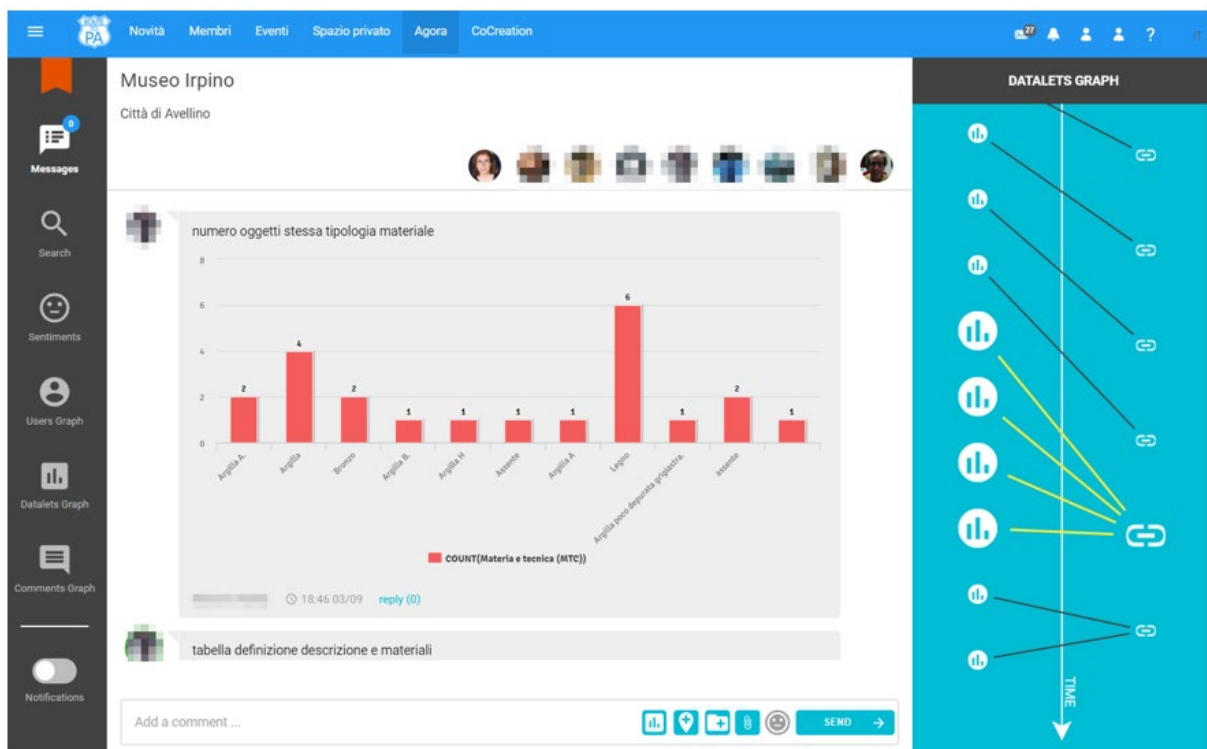 PA
Novità Membri Eventi Spazio privato Agora CoCreation
27
?
IT
Museo Irpino
Città di Avellino
0
Messages
Search
Sentiments
Users Graph
Datalets Graph
Comments Graph
Notifications
numero oggetti stessa tipologia materiale
8
6
4
2
0
2 4 2 1 1 1 1 6 1 2 1
Argilla A. Argilla Bronzo Argilla B. Argilla H Assente Argilla A Legno Argilla poco depurata grigiastra. assente
COUNT(Materia e tecnica (MTC))
18:46 03/09 reply (0)
tabella definizione descrizione e materiali
Add a comment ...
SEND
DATALETS GRAPH
TIME